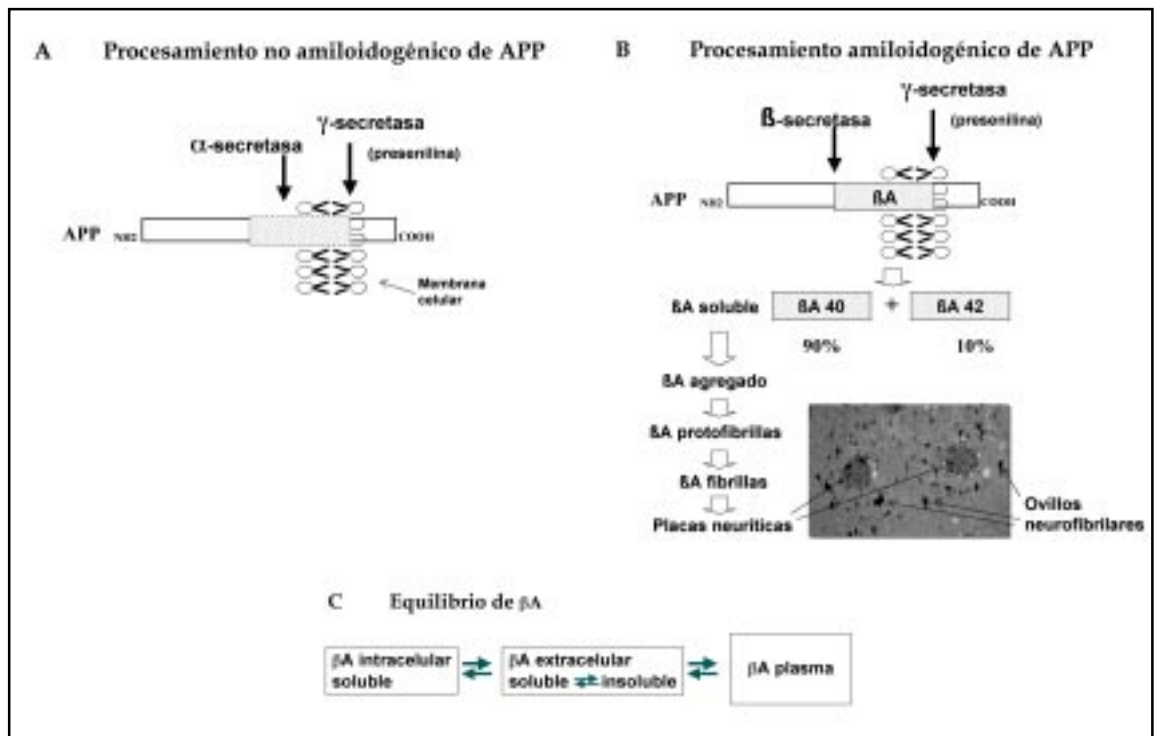 A Procesamiento no amiloidogénico de APP
α-secretasa
γ-secretasa
(presenilina)
APP NH2
COOH
Membrana
celular
B Procesamiento amiloidogénico de APP
ß-secretasa
γ-secretasa
(presenilina)
APP NH2
ßA
COOH
ßA soluble
ßA 40 + ßA 42
90% 10%
ßA agregado
ßA protofibrillas
ßA fibrillas
Placas neuríticas
Ovillos
neurofibrilares
C Equilibrio de βA
βA intracelular
soluble
βA extracelular
soluble ⇄ insoluble
βA plasma